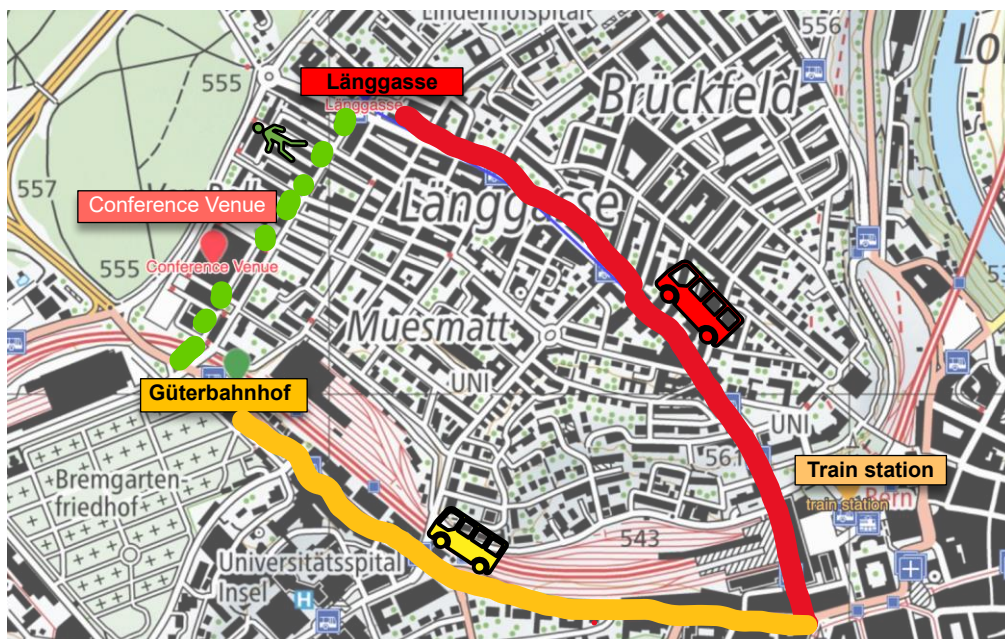 Lindenhofspital
556
555
Länggasse
Länggasse
Brückfeld
557
Conference Venue
Länggasse
555
Conference Venue
Muesmatt
UNI
Güterbahnhof
UNI
561
Train station
Bern
train station
Bremgarten-
friedhof
543
Universitätsspital
Insel
H